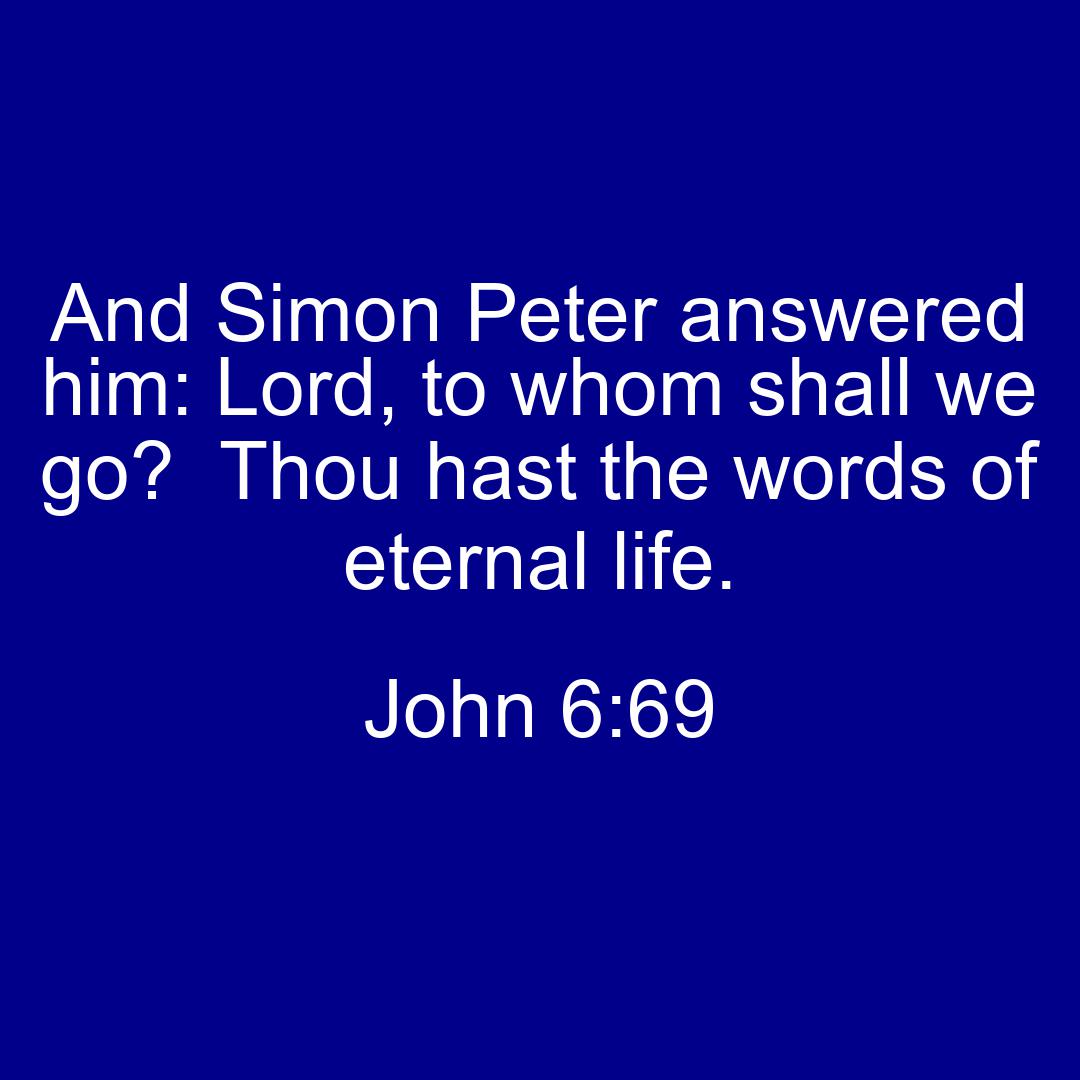 And Simon Peter answered
him: Lord, to whom shall we
go?  Thou hast the words of
eternal life.
John 6:69